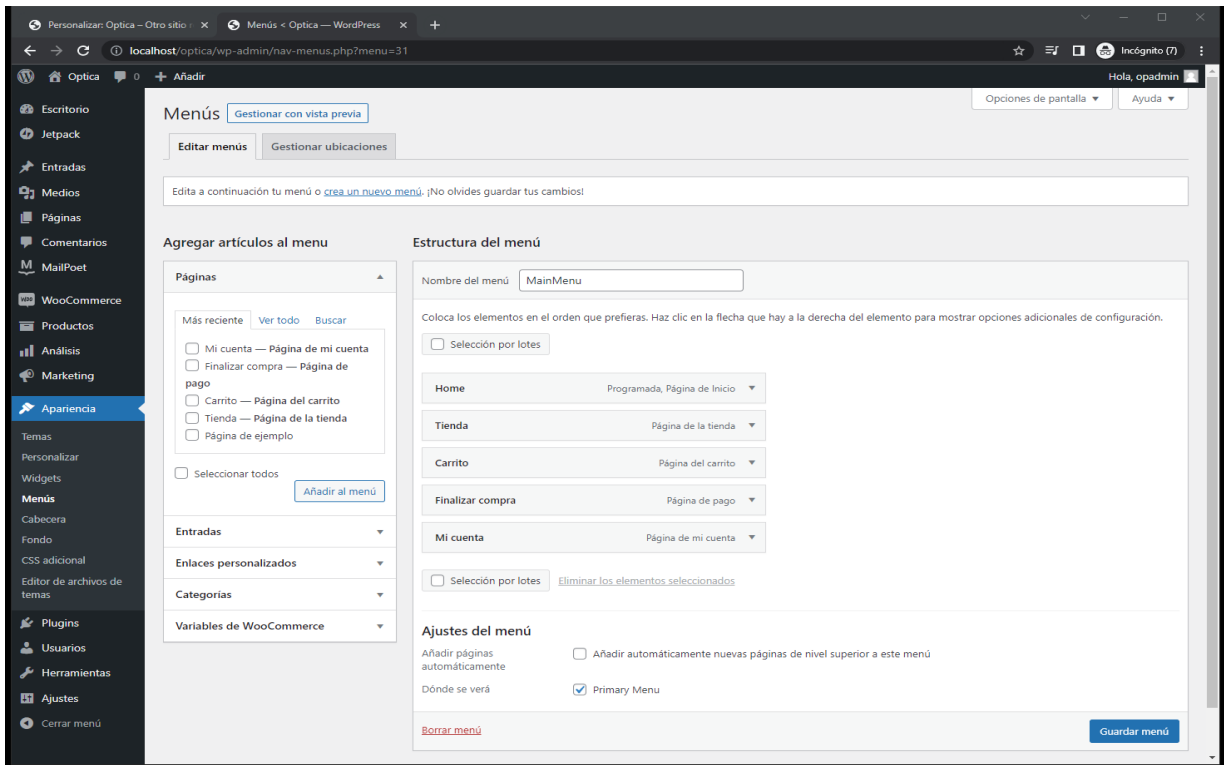 Personalizar: Optica – Otro sitio
Menús < Optica — WordPress
localhost/optica/wp-admin/nav-menus.php?menu=31
Incógnito (7)
Optica
0
Añadir
Hola, opadmin
Escritorio
Jetpack
Entradas
Medios
Páginas
Comentarios
MailPoet
WooCommerce
Productos
Análisis
Marketing
Apariencia
Temas
Personalizar
Widgets
Menús
Cabecera
Fondo
CSS adicional
Editor de archivos de
temas
Plugins
Usuarios
Herramientas
Ajustes
Cerrar menú
Opciones de pantalla
Ayuda
Menús
Gestionar con vista previa
Editar menús
Gestionar ubicaciones
Edita a continuación tu menú o crea un nuevo menú. ¡No olvides guardar tus cambios!
Agregar artículos al menu
Páginas
Más reciente
Ver todo
Buscar
Mi cuenta — Página de mi cuenta
Finalizar compra — Página de
pago
Carrito — Página del carrito
Tienda — Página de la tienda
Página de ejemplo
Seleccionar todos
Añadir al menú
Entradas
Enlaces personalizados
Categorías
Variables de WooCommerce
Estructura del menú
Nombre del menú
MainMenu
Coloca los elementos en el orden que prefieras. Haz clic en la flecha que hay a la derecha del elemento para mostrar opciones adicionales de configuración.
Selección por lotes
Home
Programada, Página de Inicio
Tienda
Página de la tienda
Carrito
Página del carrito
Finalizar compra
Página de pago
Mi cuenta
Página de mi cuenta
Selección por lotes
Eliminar los elementos seleccionados
Ajustes del menú
Añadir páginas
automáticamente
Añadir automáticamente nuevas páginas de nivel superior a este menú
Dónde se verá
Primary Menu
Borrar menú
Guardar menú